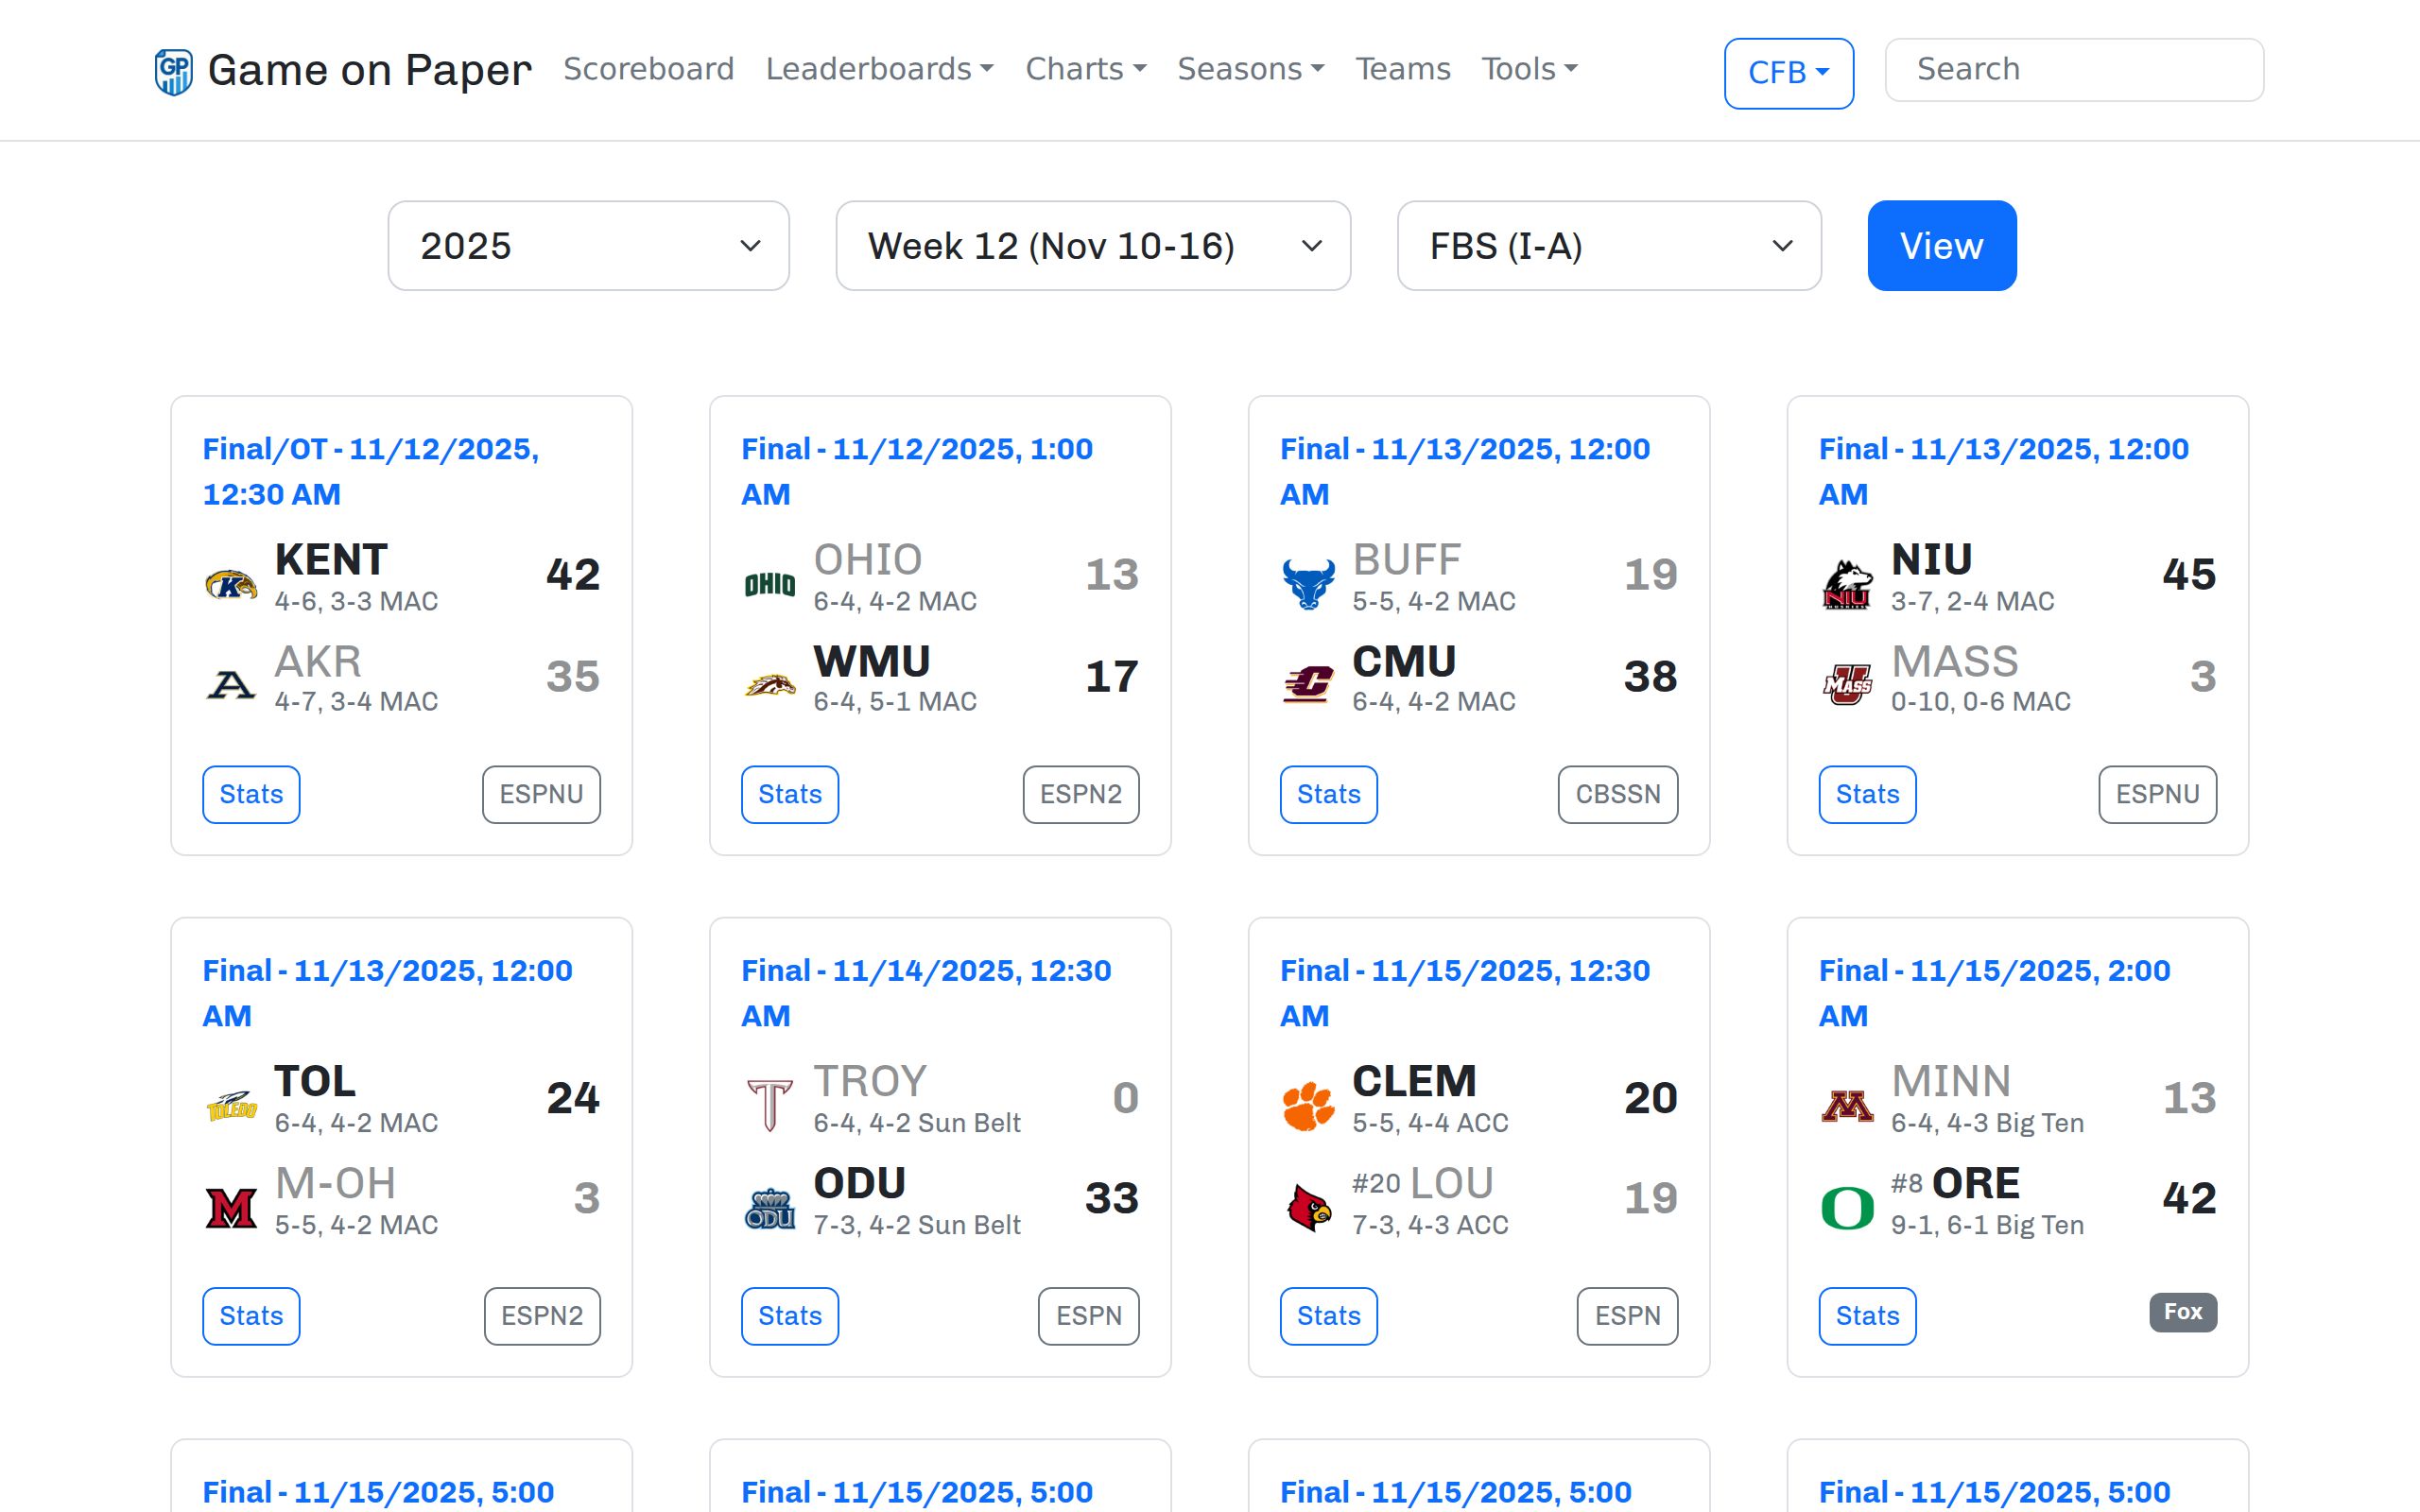 GP Game on Paper Scoreboard Leaderboards Charts Seasons Teams Tools CFB Search
2025 Week 12 (Nov 10-16) FBS (I-A) View
Final/OT - 11/12/2025,
12:30 AM
KENT 42
4-6, 3-3 MAC
AKR 35
4-7, 3-4 MAC
Stats ESPNU
Final - 11/12/2025, 1:00
AM
OHIO OHIO 13
6-4, 4-2 MAC
WMU 17
6-4, 5-1 MAC
Stats ESPN2
Final - 11/13/2025, 12:00
AM
BUFF 19
5-5, 4-2 MAC
CMU 38
6-4, 4-2 MAC
Stats CBSSN
Final - 11/13/2025, 12:00
AM
NIU NIU 45
3-7, 2-4 MAC
MASS MASS 3
0-10, 0-6 MAC
Stats ESPNU
Final - 11/13/2025, 12:00
AM
TOLEDO TOL 24
6-4, 4-2 MAC
M M-OH 3
5-5, 4-2 MAC
Stats ESPN2
Final - 11/14/2025, 12:30
AM
T TROY 0
6-4, 4-2 Sun Belt
ODU ODU 33
7-3, 4-2 Sun Belt
Stats ESPN
Final - 11/15/2025, 12:30
AM
CLEM 20
5-5, 4-4 ACC
#20 LOU 19
7-3, 4-3 ACC
Stats ESPN
Final - 11/15/2025, 2:00
AM
M MINN 13
6-4, 4-3 Big Ten
O #8 ORE 42
9-1, 6-1 Big Ten
Stats Fox
Final - 11/15/2025, 5:00
Final - 11/15/2025, 5:00
Final - 11/15/2025, 5:00
Final - 11/15/2025, 5:00